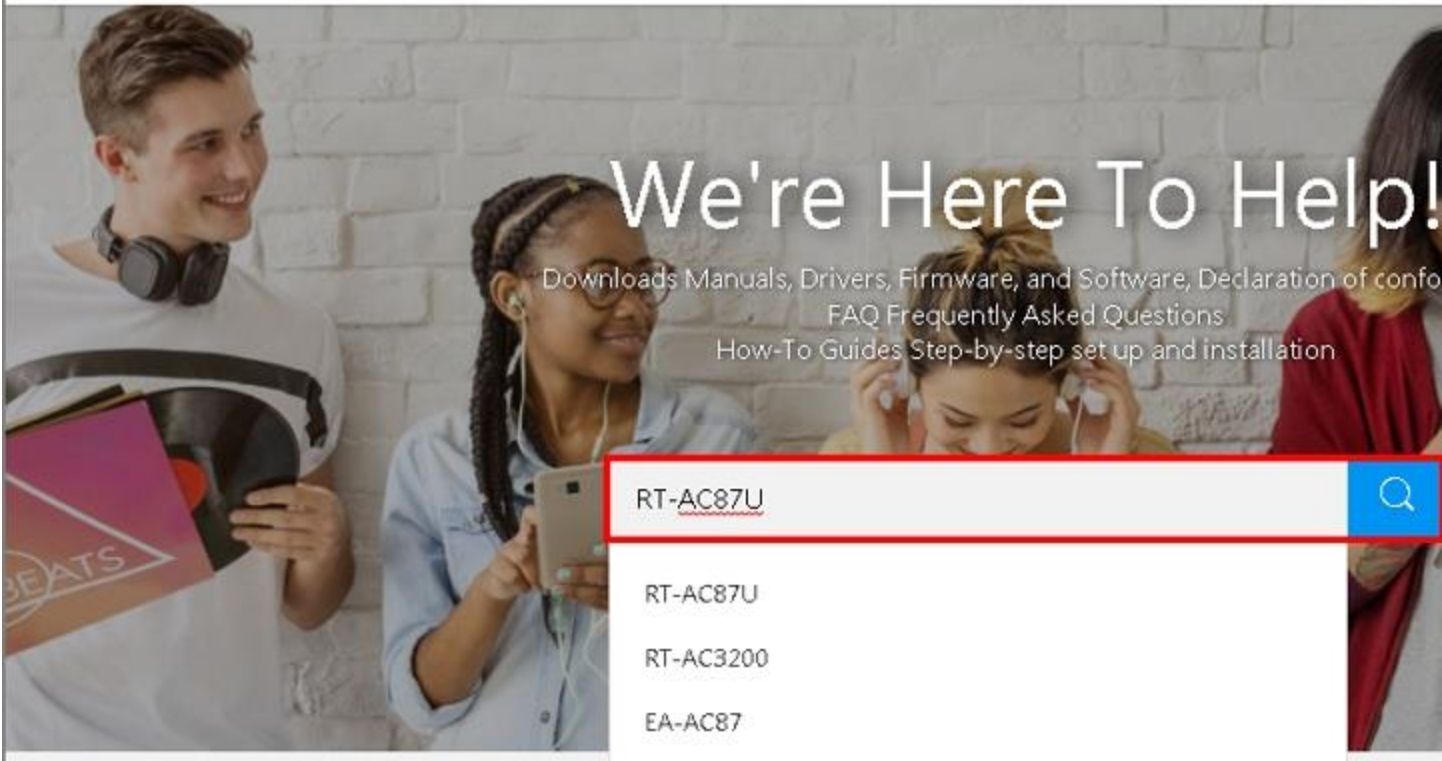 We're Here To Help!
Downloads Manuals, Drivers, Firmware, and Software, Declaration of confo
FAQ Frequently Asked Questions
How-To Guides Step-by-step set up and installation
RT-AC87U
RT-AC87U
RT-AC3200
EA-AC87
BEATS